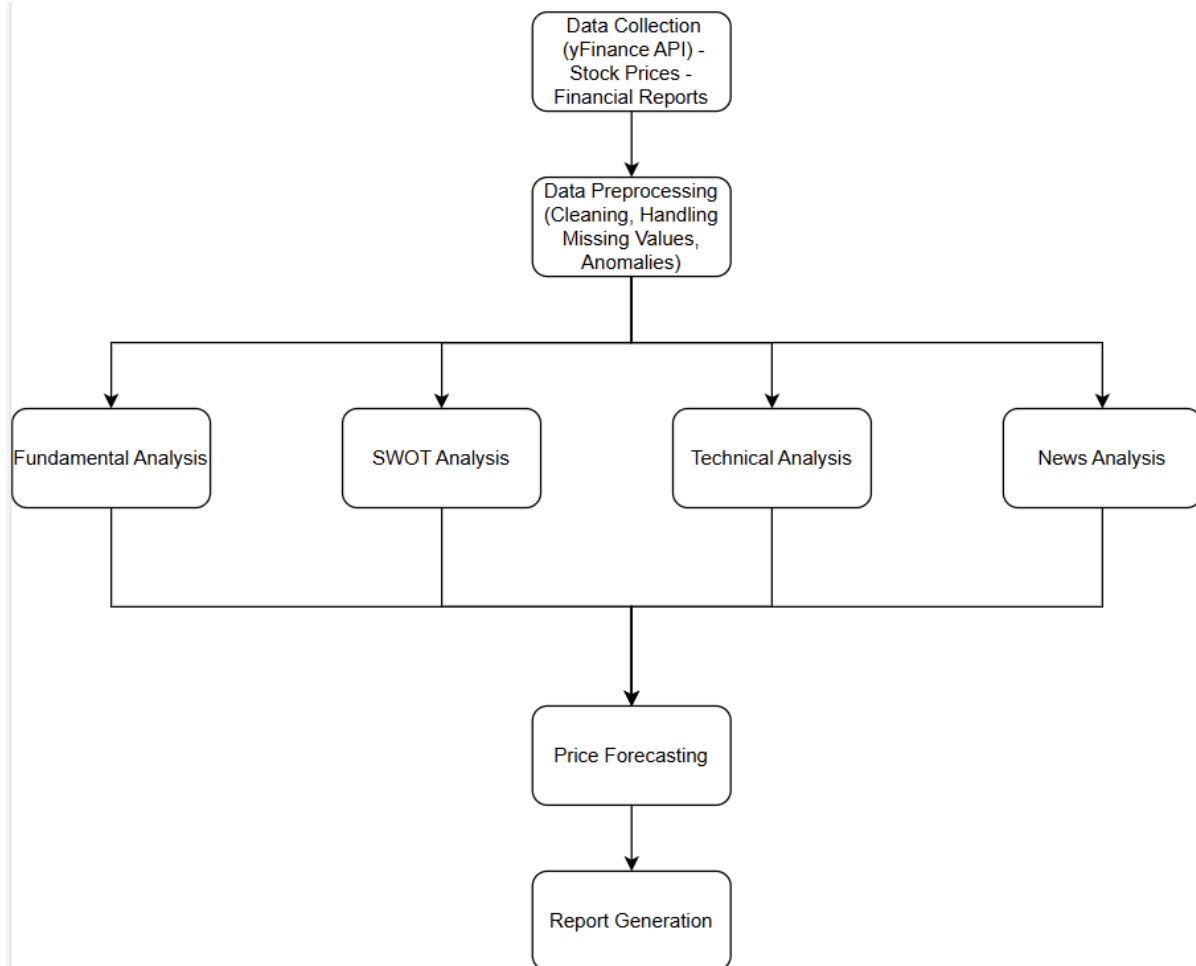 Data Collection
(yFinance API) -
Stock Prices -
Financial Reports
Data Preprocessing
(Cleaning, Handling
Missing Values,
Anomalies)
Fundamental Analysis
SWOT Analysis
Technical Analysis
News Analysis
Price Forecasting
Report Generation